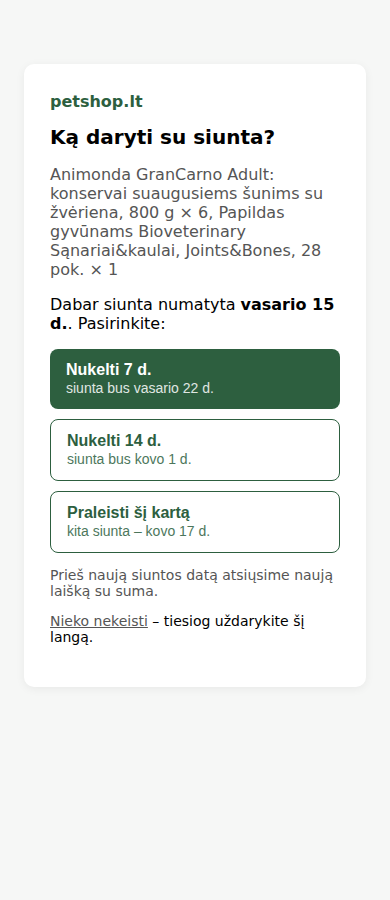 petshop.lt
Ką daryti su siunta?
Animonda GranCarno Adult:
konservai suaugusiems šunims su
žvėriena, 800 g × 6, Papildas
gyvūnams Bioveterinary
Sąnariai&kaulai, Joints&Bones, 28
pok. × 1
Dabar siunta numatyta vasario 15
d.. Pasirinkite:
Nukelti 7 d.
siunta bus vasario 22 d.
Nukelti 14 d.
siunta bus kovo 1 d.
Praleisti šį kartą
kita siunta – kovo 17 d.
Prieš naują siuntos datą atsiųsime naują
laišką su suma.
Nieko nekeisti – tiesiog uždarykite šį
langą.